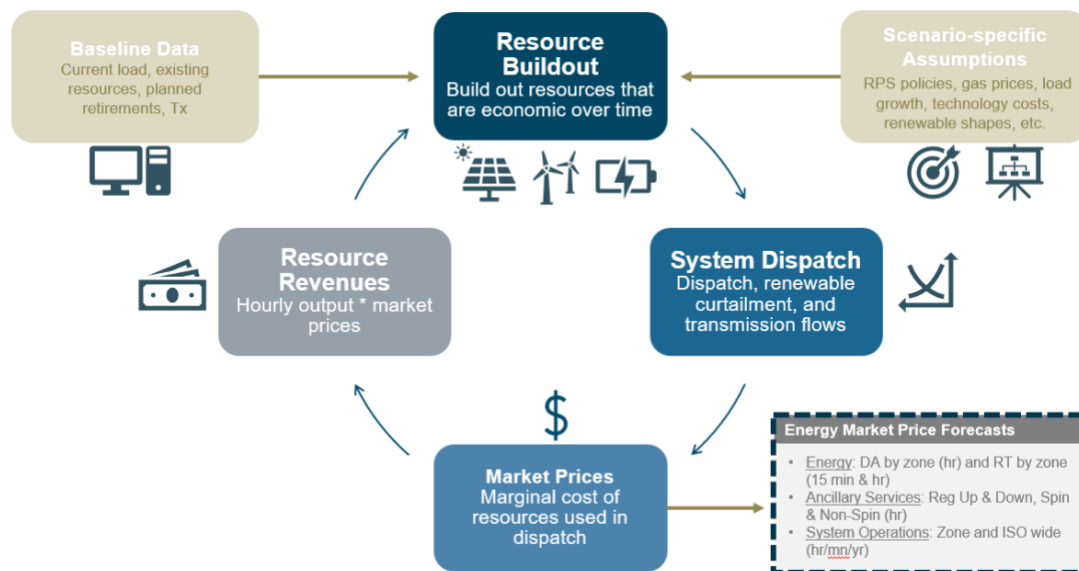 Baseline Data
Current load, existing
resources, planned
retirements, Tx
Resource
Buildout
Build out resources that
are economic over time
Scenario-specific
Assumptions
RPS policies, gas prices, load
growth, technology costs,
renewable shapes, etc.
Resource
Revenues
Hourly output * market
prices
System Dispatch
Dispatch, renewable
curtailment, and
transmission flows
$
Market Prices
Marginal cost of
resources used in
dispatch
Energy Market Price Forecasts
• Energy: DA by zone (hr) and RT by zone
(15 min & hr)
• Ancillary Services: Reg Up & Down, Spin
& Non-Spin (hr)
• System Operations: Zone and ISO wide
(hr/mn/yr)